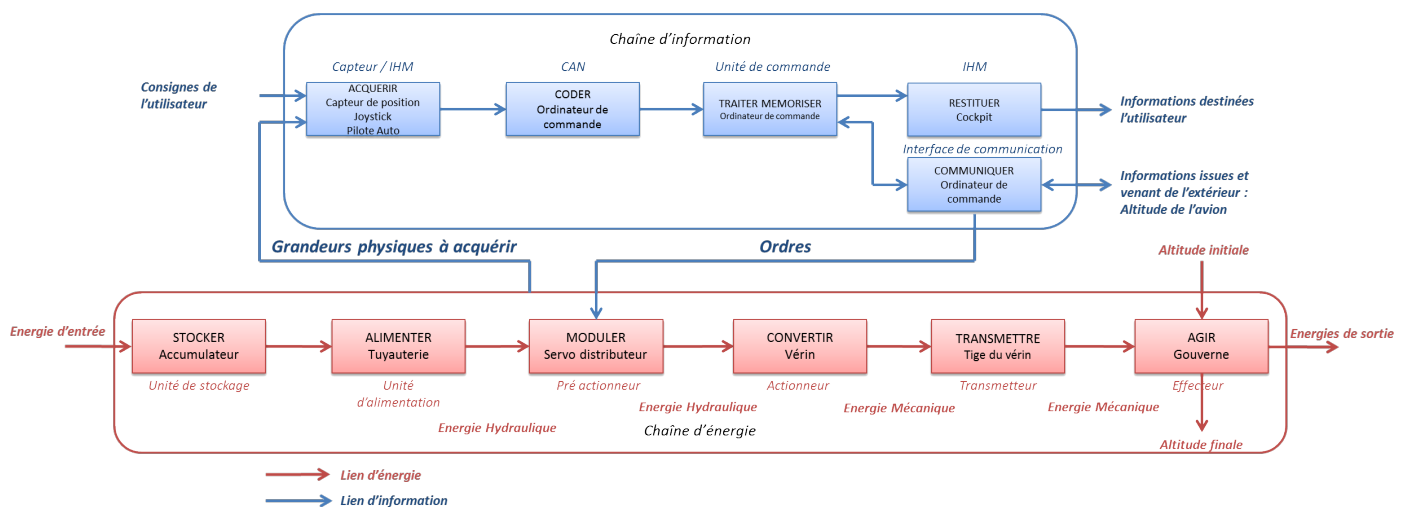 Chaîne d'information
Capteur / IHM
CAN
Unité de commande
IHM
Consignes de
l'utilisateur
ACQUERIR
Capteur de position
Joystick
Pilote Auto
CODER
Ordinateur de
commande
TRAITER MEMORISER
Ordinateur de commande
RESTITUER
Cockpit
Informations destinées
l'utilisateur
Interface de communication
COMMUNIQUER
Ordinateur de
commande
Informations issues et
venant de l'extérieur :
Altitude de l'avion
Grandeurs physiques à acquérir
Ordres
Altitude initiale
Energie d'entrée
STOCKER
Accumulateur
ALIMENTER
Tuyauterie
MODULER
Servo distributeur
CONVERTIR
Vérin
TRANSMETTRE
Tige du vérin
AGIR
Gouverne
Energies de sortie
Unité de stockage
Unité
d'alimentation
Pré actionneur
Actionneur
Transmetteur
Effecteur
Energie Hydraulique
Energie Hydraulique
Energie Mécanique
Energie Mécanique
Chaîne d'énergie
Altitude finale
Lien d'énergie
Lien d'information